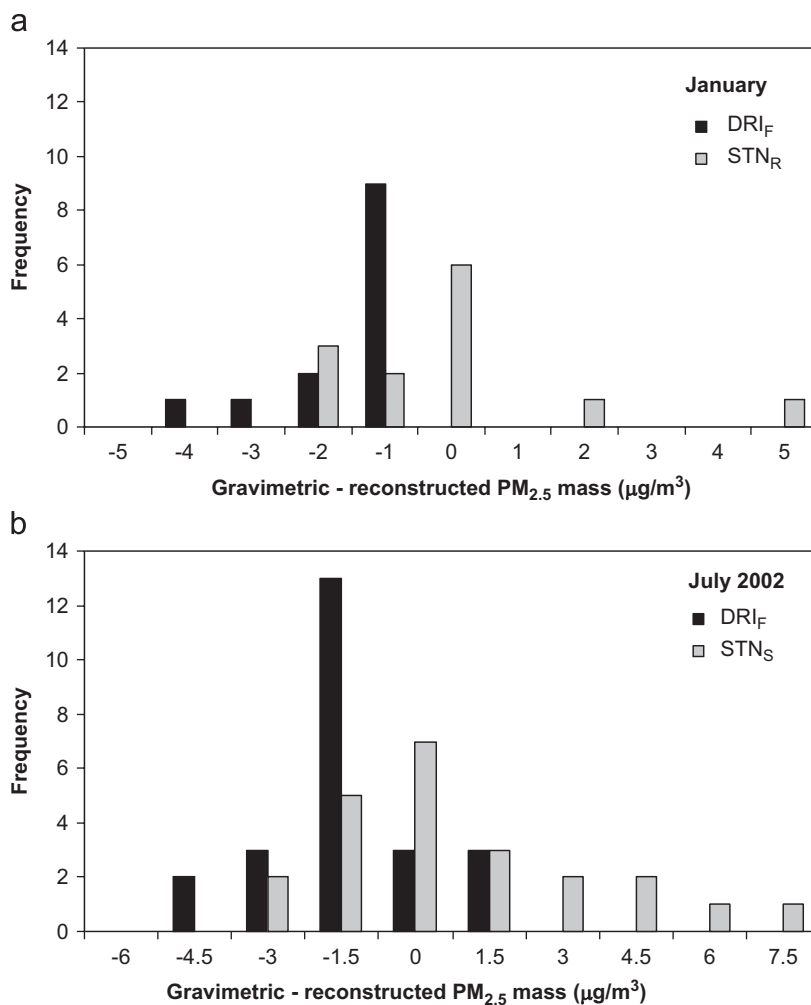 a
14
12
10
8
6
4
2
0
Frequency
January
DRI_F
STN_R
-5 -4 -3 -2 -1 0 1 2 3 4 5
Gravimetric - reconstructed PM2.5 mass (μg/m³)
b
14
12
10
8
6
4
2
0
Frequency
July 2002
DRI_F
STN_S
-6 -4.5 -3 -1.5 0 1.5 3 4.5 6 7.5
Gravimetric - reconstructed PM2.5 mass (μg/m³)